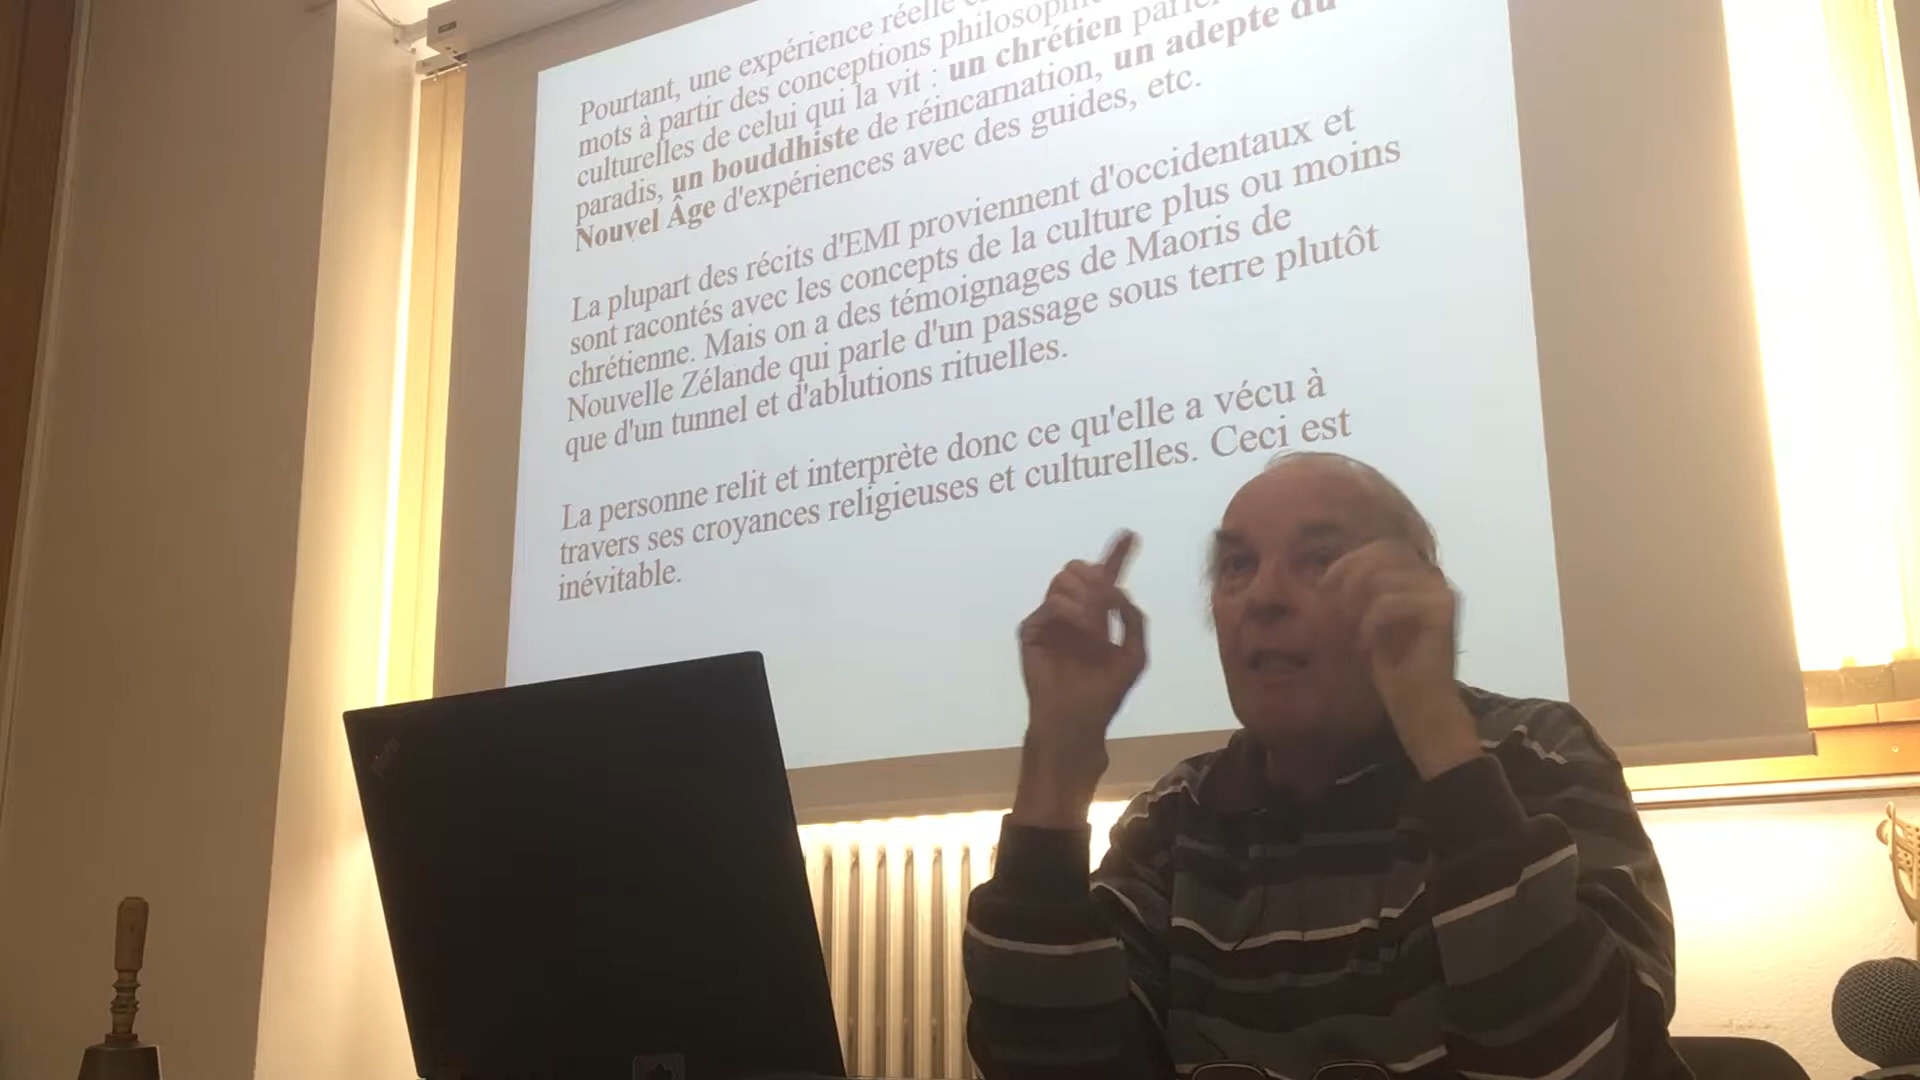 Pourtant, une expérience réelle
mots à partir des conceptions
culturelles de celui qui la vit : un chrétien
paradis, un bouddhiste de réincarnation, un adepte du
Nouvel Âge d'expériences avec des guides, etc.
La plupart des récits d'EMI proviennent d'occidentaux et
sont racontés avec les concepts de la culture plus ou moins
chrétienne. Mais on a des témoignages de Maoris de
Nouvelle Zélande qui parle d'un passage sous terre plutôt
que d'un tunnel et d'ablutions rituelles.
La personne relit et interprète donc ce qu'elle a vécu à
travers ses croyances religieuses et culturelles. Ceci est
inévitable.